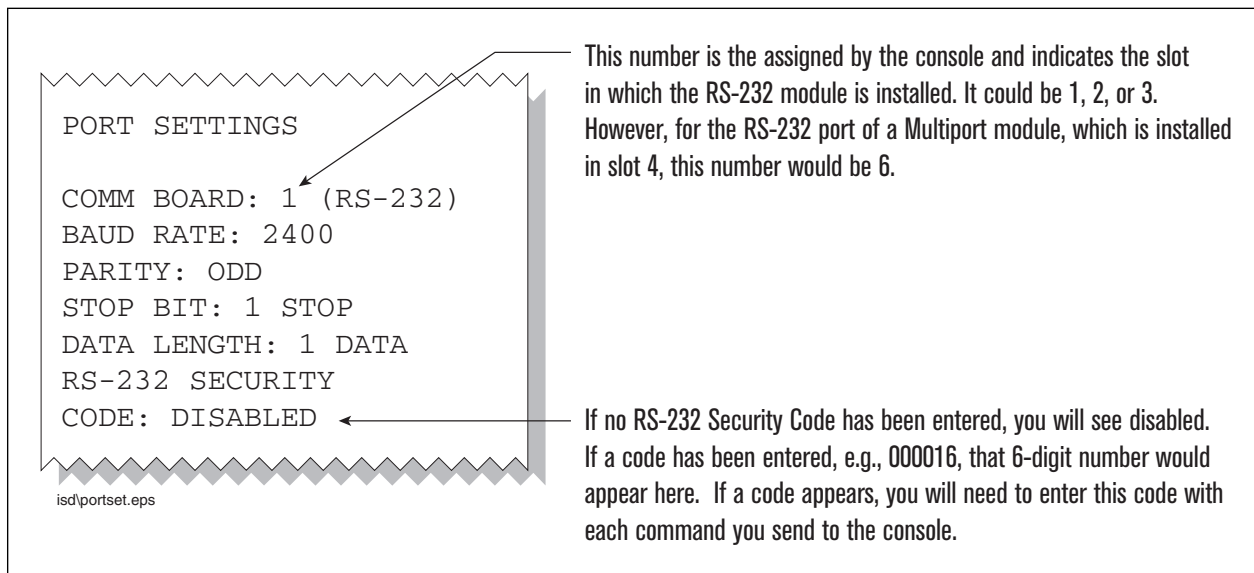 This number is the assigned by the console and indicates the slot
in which the RS-232 module is installed. It could be 1, 2, or 3.
However, for the RS-232 port of a Multiport module, which is installed
in slot 4, this number would be 6.
PORT SETTINGS
COMM BOARD: 1 (RS-232)
BAUD RATE: 2400
PARITY: ODD
STOP BIT: 1 STOP
DATA LENGTH: 1 DATA
RS-232 SECURITY
CODE: DISABLED
If no RS-232 Security Code has been entered, you will see disabled.
If a code has been entered, e.g., 000016, that 6-digit number would
appear here. If a code appears, you will need to enter this code with
each command you send to the console.
isd\portset.eps